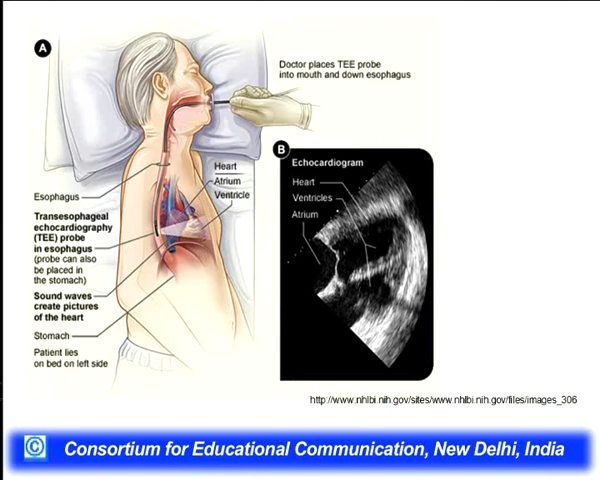 A
Doctor places TEE probe
into mouth and down esophagus
Heart
Atrium
Ventricle
Esophagus
Transesophageal
echocardiography
(TEE) probe
in esophagus
(probe can also
be placed in
the stomach)
Sound waves
create pictures
of the heart
Stomach
Patient lies
on bed on left side
B
Echocardiogram
Heart
Ventricles
Atrium
http://www.nhlbi.nih.gov/sites/www.nhlbi.nih.gov/files/images_306
© Consortium for Educational Communication, New Delhi, India